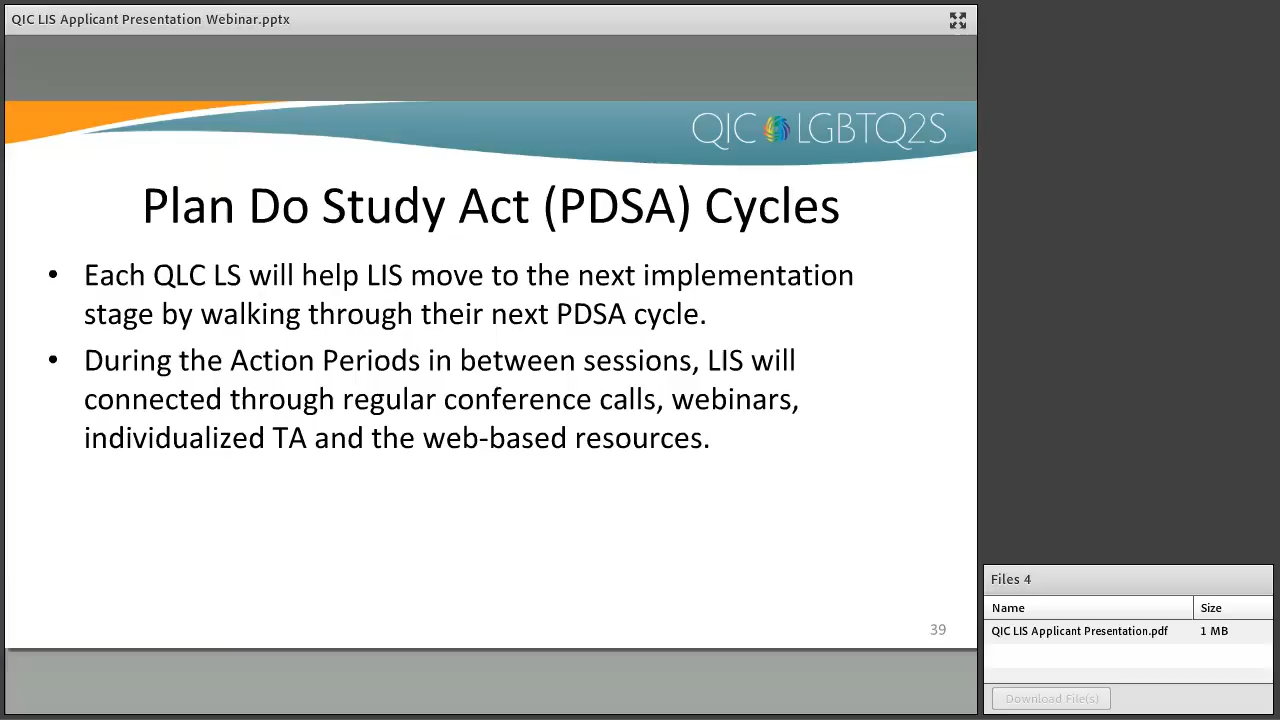 QIC LIS Applicant Presentation Webinar.pptx
QIC LGBTQ2S
Plan Do Study Act (PDSA) Cycles
• Each QLC LS will help LIS move to the next implementation
stage by walking through their next PDSA cycle.
• During the Action Periods in between sessions, LIS will
connected through regular conference calls, webinars,
individualized TA and the web-based resources.
39
Files 4
Name Size
QIC LIS Applicant Presentation.pdf 1 MB
Download File(s)